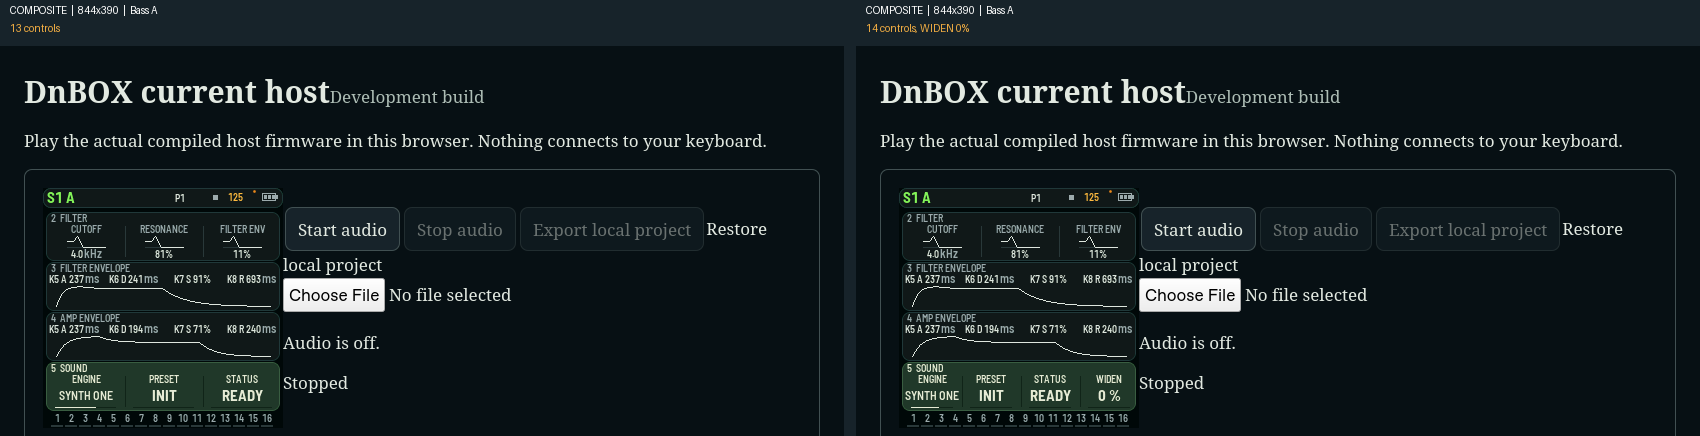 COMPOSITE | 844x390 | Bass A
13 controls
DnBOX current host Development build
Play the actual compiled host firmware in this browser. Nothing connects to your keyboard.
S1 A P1 125
2 FILTER
CUTOFF RESONANCE FILTER ENV
4.0kHz 81% 11%
3 FILTER ENVELOPE
K5 A 237ms K6 D 241ms K7 S 91% K8 R 693ms
4 AMP ENVELOPE
K5 A 237ms K6 D 194ms K7 S 71% K8 R 240ms
5 SOUND
ENGINE PRESET STATUS
SYNTH ONE INIT READY
1 2 3 4 5 6 7 8 9 10 11 12 13 14 15 16
Start audio Stop audio Export local project Restore
local project
Choose File No file selected
Audio is off.
Stopped
COMPOSITE | 844x390 | Bass A
14 controls, WIDEN 0%
DnBOX current host Development build
Play the actual compiled host firmware in this browser. Nothing connects to your keyboard.
S1 A P1 125
2 FILTER
CUTOFF RESONANCE FILTER ENV
4.0kHz 81% 11%
3 FILTER ENVELOPE
K5 A 237ms K6 D 241ms K7 S 91% K8 R 693ms
4 AMP ENVELOPE
K5 A 237ms K6 D 194ms K7 S 71% K8 R 240ms
5 SOUND
ENGINE PRESET STATUS WIDEN
SYNTH ONE INIT READY 0 %
1 2 3 4 5 6 7 8 9 10 11 12 13 14 15 16
Start audio Stop audio Export local project Restore
local project
Choose File No file selected
Audio is off.
Stopped